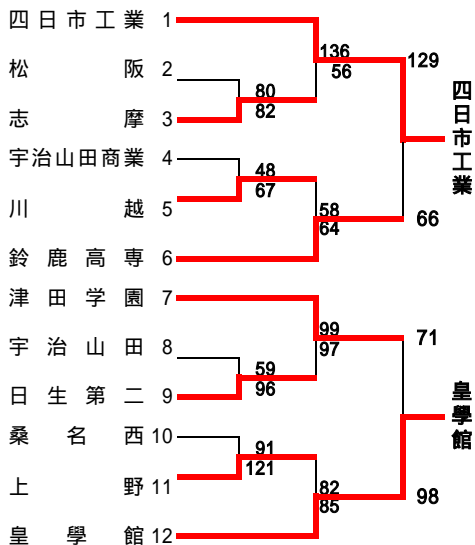 四日市工業 1
松阪 2
志摩 3
宇治山田商業 4
川越 5
鈴鹿高専 6
津田学園 7
宇治山田 8
日生第二 9
桑名西 10
上野 11
皇學館 12
80
82
48
67
59
96
91
121
136
56
58
64
99
97
82
85
129
66
71
98
四日市工業
皇學館